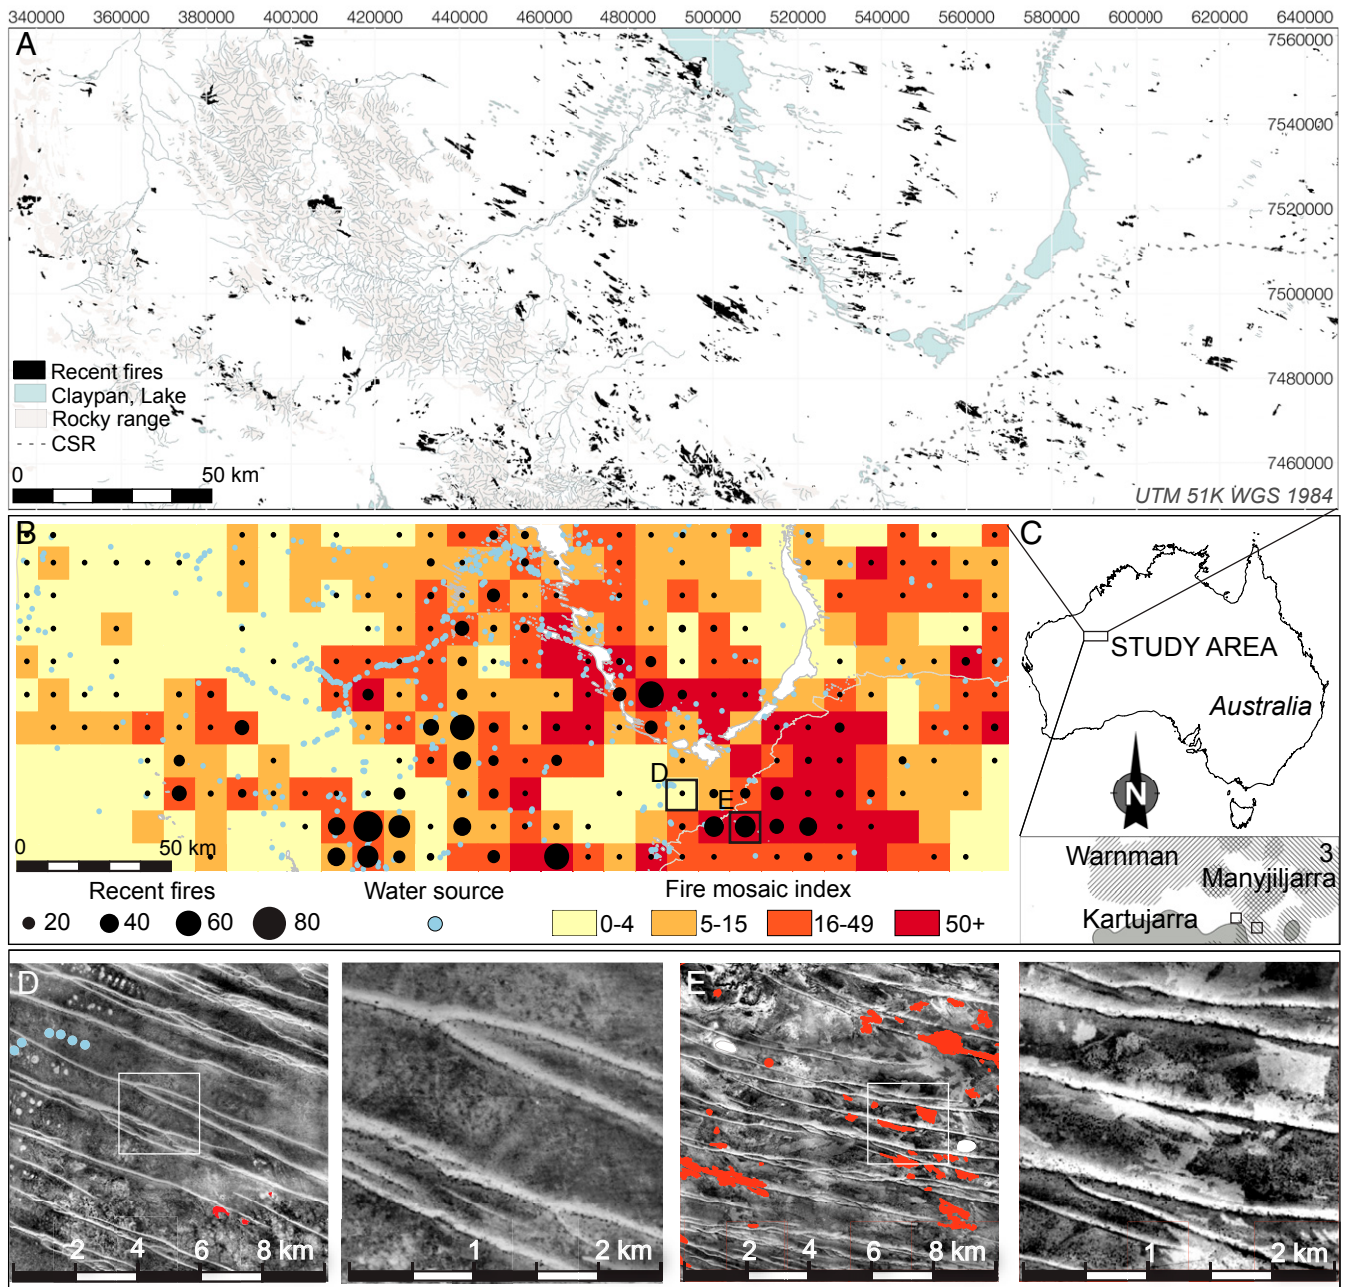 340000 360000 380000 400000 420000 440000 460000 480000 500000 520000 540000 560000 580000 600000 620000 640000
A
7560000
7540000
7520000
7500000
7480000
7460000
Recent fires
Claypan, Lake
Rocky range
CSR
0 50 km
UTM 51K WGS 1984
B
D
E
0 50 km
Recent fires
20 40 60 80
Water source
Fire mosaic index
0-4 5-15 16-49 50+
C
STUDY AREA
Australia
N
Warnman
3
Manyjiljarra
Kartujarra
D
2 4 6 8 km
1 2 km
E
2 4 6 8 km
1 2 km